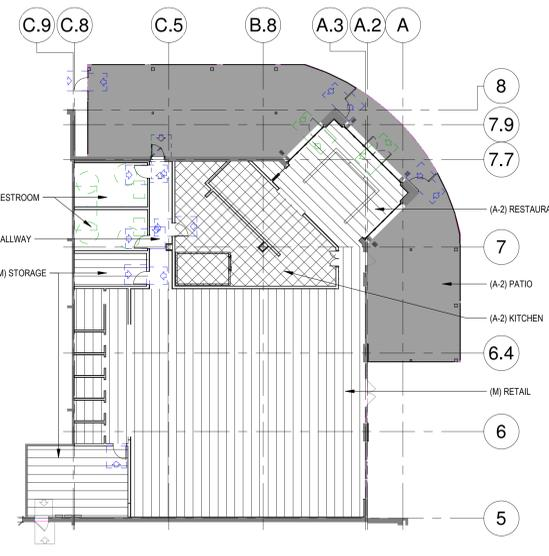 C.9 C.8 C.5 B.8 A.3 A.2 A
8
7.9
7.7
ESTROOM
(A-2) RESTAURA
ALLWAY
7
M) STORAGE
(A-2) PATIO
(A-2) KITCHEN
6.4
(M) RETAIL
6
5